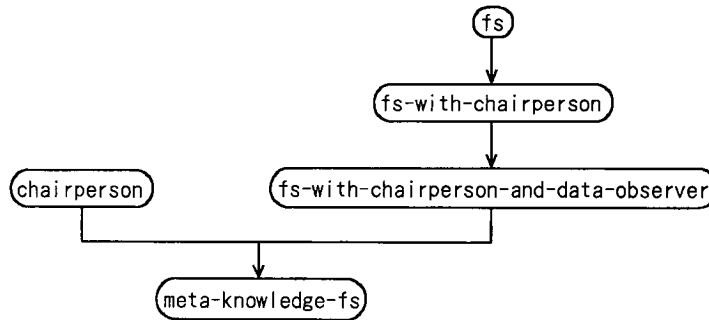 fs
fs-with-chairperson
chairperson
fs-with-chairperson-and-data-observer
meta-knowledge-fs